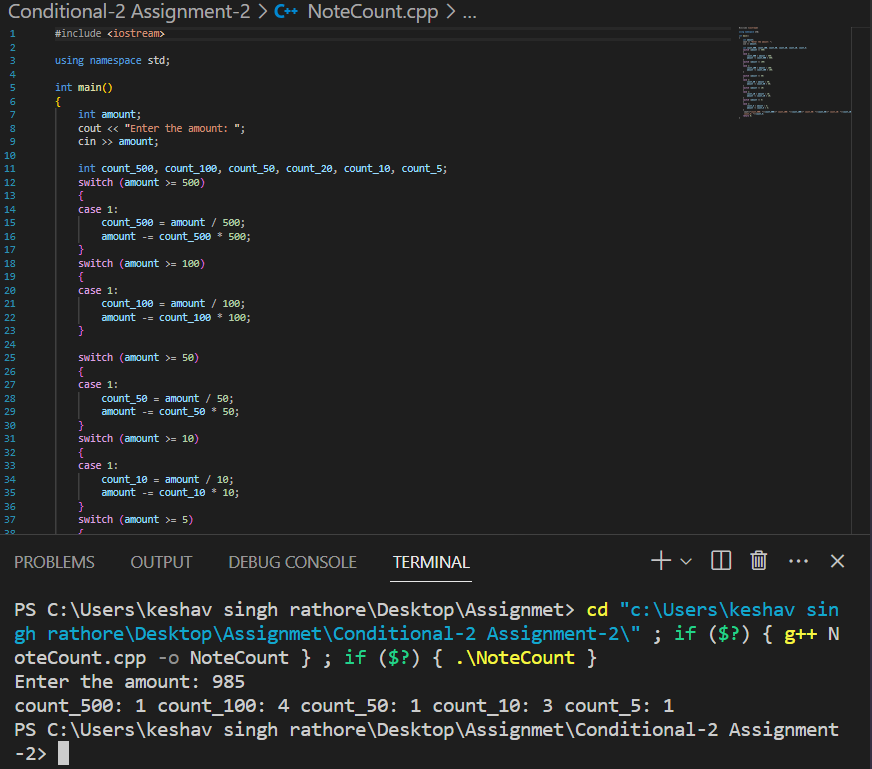 Conditional-2 Assignment-2 > C++ NoteCount.cpp > ...
1 #include <iostream>
2
3 using namespace std;
4
5 int main()
6 {
7 int amount;
8 cout << "Enter the amount: ";
9 cin >> amount;
10
11 int count_500, count_100, count_50, count_20, count_10, count_5;
12 switch (amount >= 500)
13 {
14 case 1:
15 count_500 = amount / 500;
16 amount -= count_500 * 500;
17 }
18 switch (amount >= 100)
19 {
20 case 1:
21 count_100 = amount / 100;
22 amount -= count_100 * 100;
23 }
24
25 switch (amount >= 50)
26 {
27 case 1:
28 count_50 = amount / 50;
29 amount -= count_50 * 50;
30 }
31 switch (amount >= 10)
32 {
33 case 1:
34 count_10 = amount / 10;
35 amount -= count_10 * 10;
36 }
37 switch (amount >= 5)
38 {
PROBLEMS OUTPUT DEBUG CONSOLE TERMINAL
PS C:\Users\keshav singh rathore\Desktop\Assignmet> cd "c:\Users\keshav sin
gh rathore\Desktop\Assignmet\Conditional-2 Assignment-2\" ; if ($?) { g++ N
oteCount.cpp -o NoteCount } ; if ($?) { .\NoteCount }
Enter the amount: 985
count_500: 1 count_100: 4 count_50: 1 count_10: 3 count_5: 1
PS C:\Users\keshav singh rathore\Desktop\Assignmet\Conditional-2 Assignment
-2>